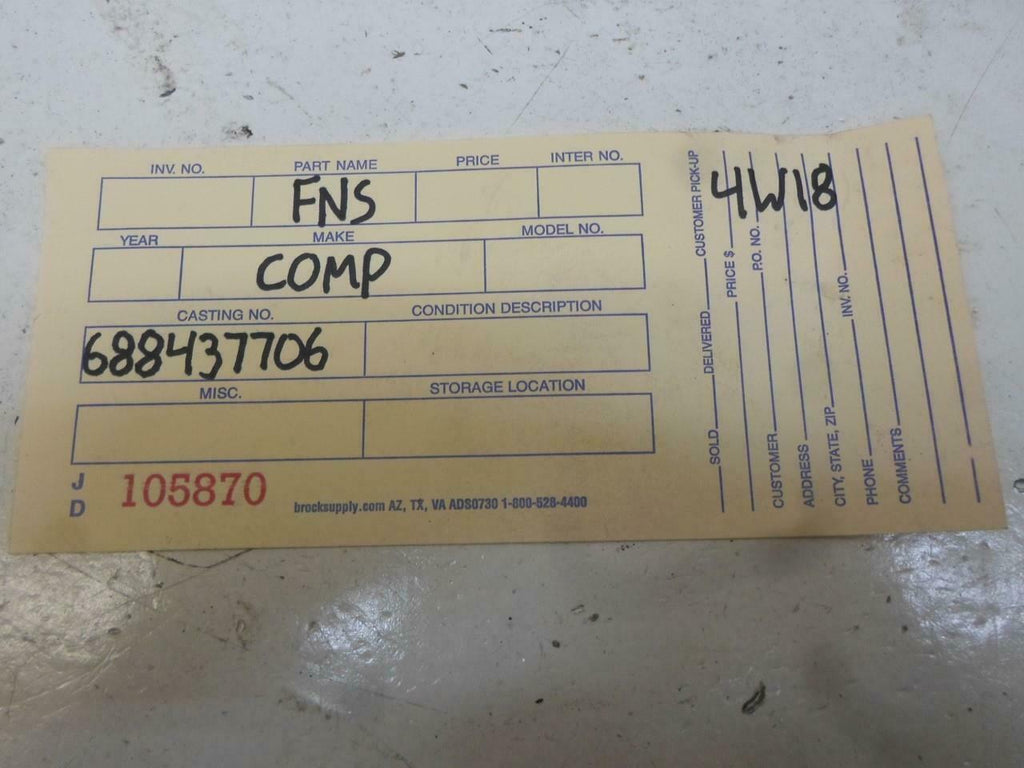 INV. NO. PART NAME PRICE INTER NO.
FNS
YEAR MAKE MODEL NO.
COMP
CASTING NO. CONDITION DESCRIPTION
688437706
MISC. STORAGE LOCATION
J
D
105870
brocksupply.com AZ, TX, VA ADS0730 1-800-528-4400
4W18
SOLD DELIVERED CUSTOMER PICK-UP
PRICE $ P.O. NO.
CUSTOMER
ADDRESS
CITY, STATE, ZIP INV. NO.
PHONE
COMMENTS